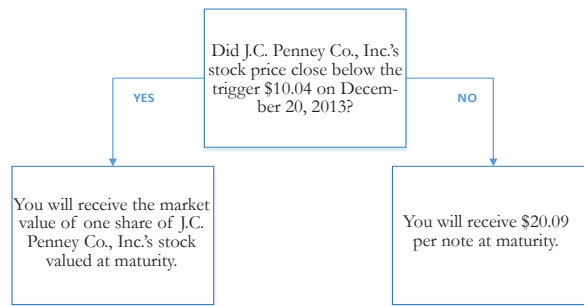 Did J.C. Penney Co., Inc.'s
stock price close below the
trigger $10.04 on Decem-
ber 20, 2013?
YES
NO
You will receive the market
value of one share of J.C.
Penney Co., Inc.'s stock
valued at maturity.
You will receive $20.09
per note at maturity.